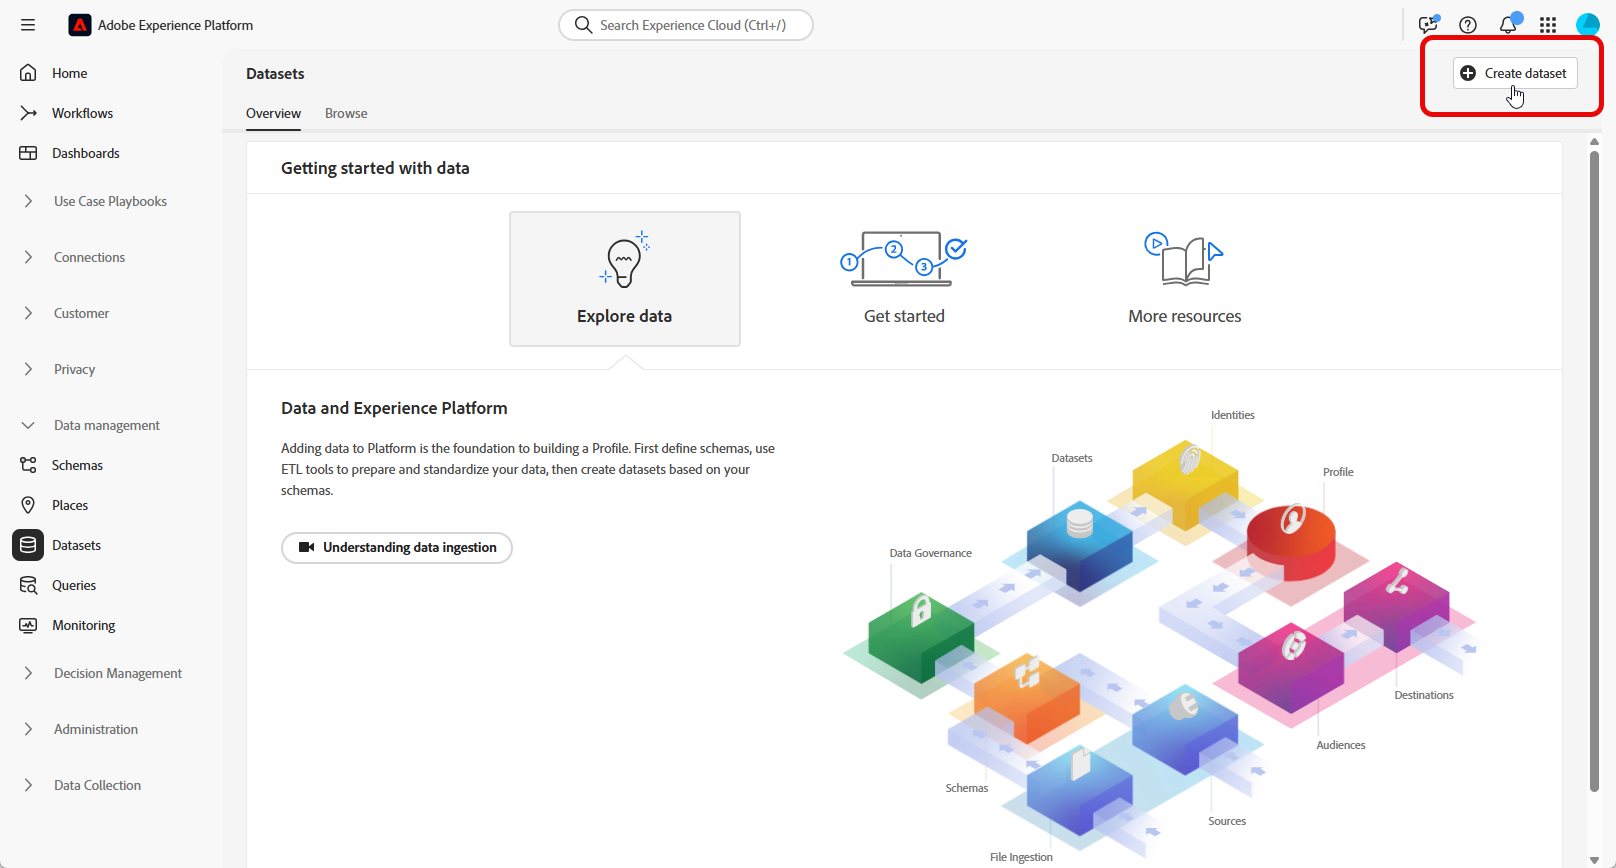 Adobe Experience Platform
Search Experience Cloud (Ctrl+/)
Home
Workflows
Dashboards
Use Case Playbooks
Connections
Customer
Privacy
Data management
Schemas
Places
Datasets
Queries
Monitoring
Decision Management
Administration
Data Collection
Datasets
Create dataset
Overview
Browse
Getting started with data
Explore data
1
2
3
Get started
More resources
Data and Experience Platform
Adding data to Platform is the foundation to building a Profile. First define schemas, use
ETL tools to prepare and standardize your data, then create datasets based on your
schemas.
Understanding data ingestion
Identities
Datasets
Profile
Data Governance
Destinations
Audiences
Schemas
Sources
File Ingestion